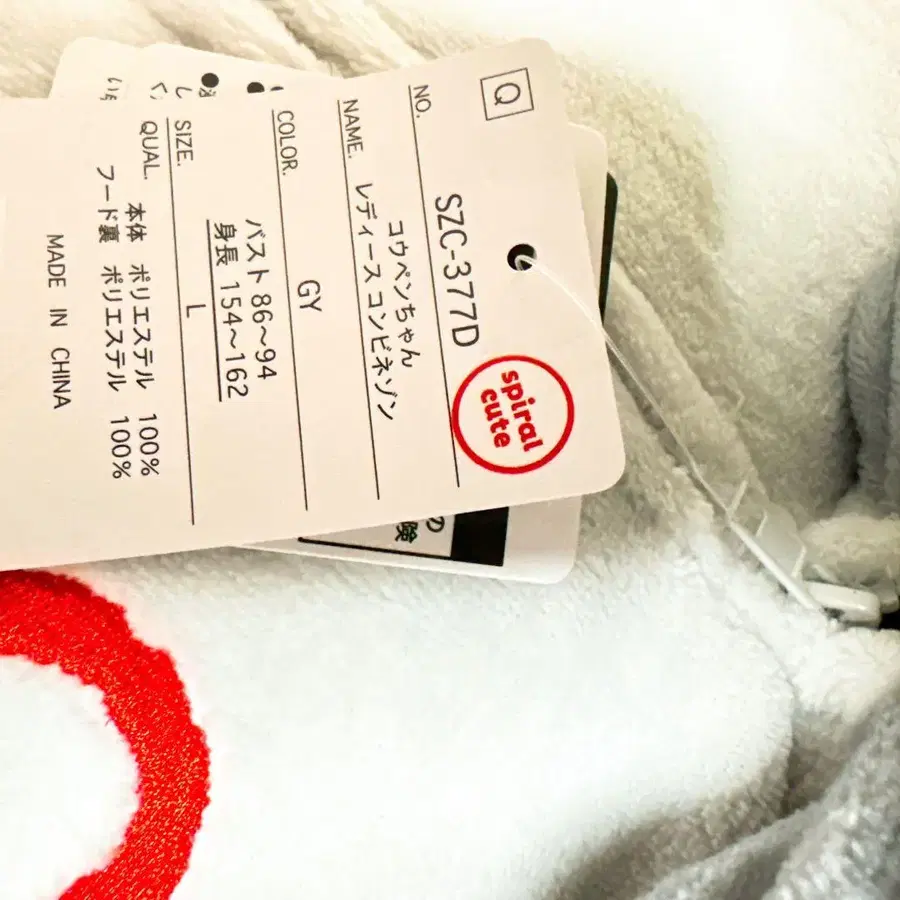 Q
NO.
SZC-377D
spiral
cute
NAME.
コウペンちゃん
レディース コンビネゾン
COLOR.
GY
SIZE.
バスト 86～94
身長 154～162
L
QUAL.
本体 ポリエステル 100%
フード裏 ポリエステル 100%
MADE IN CHINA
の
険